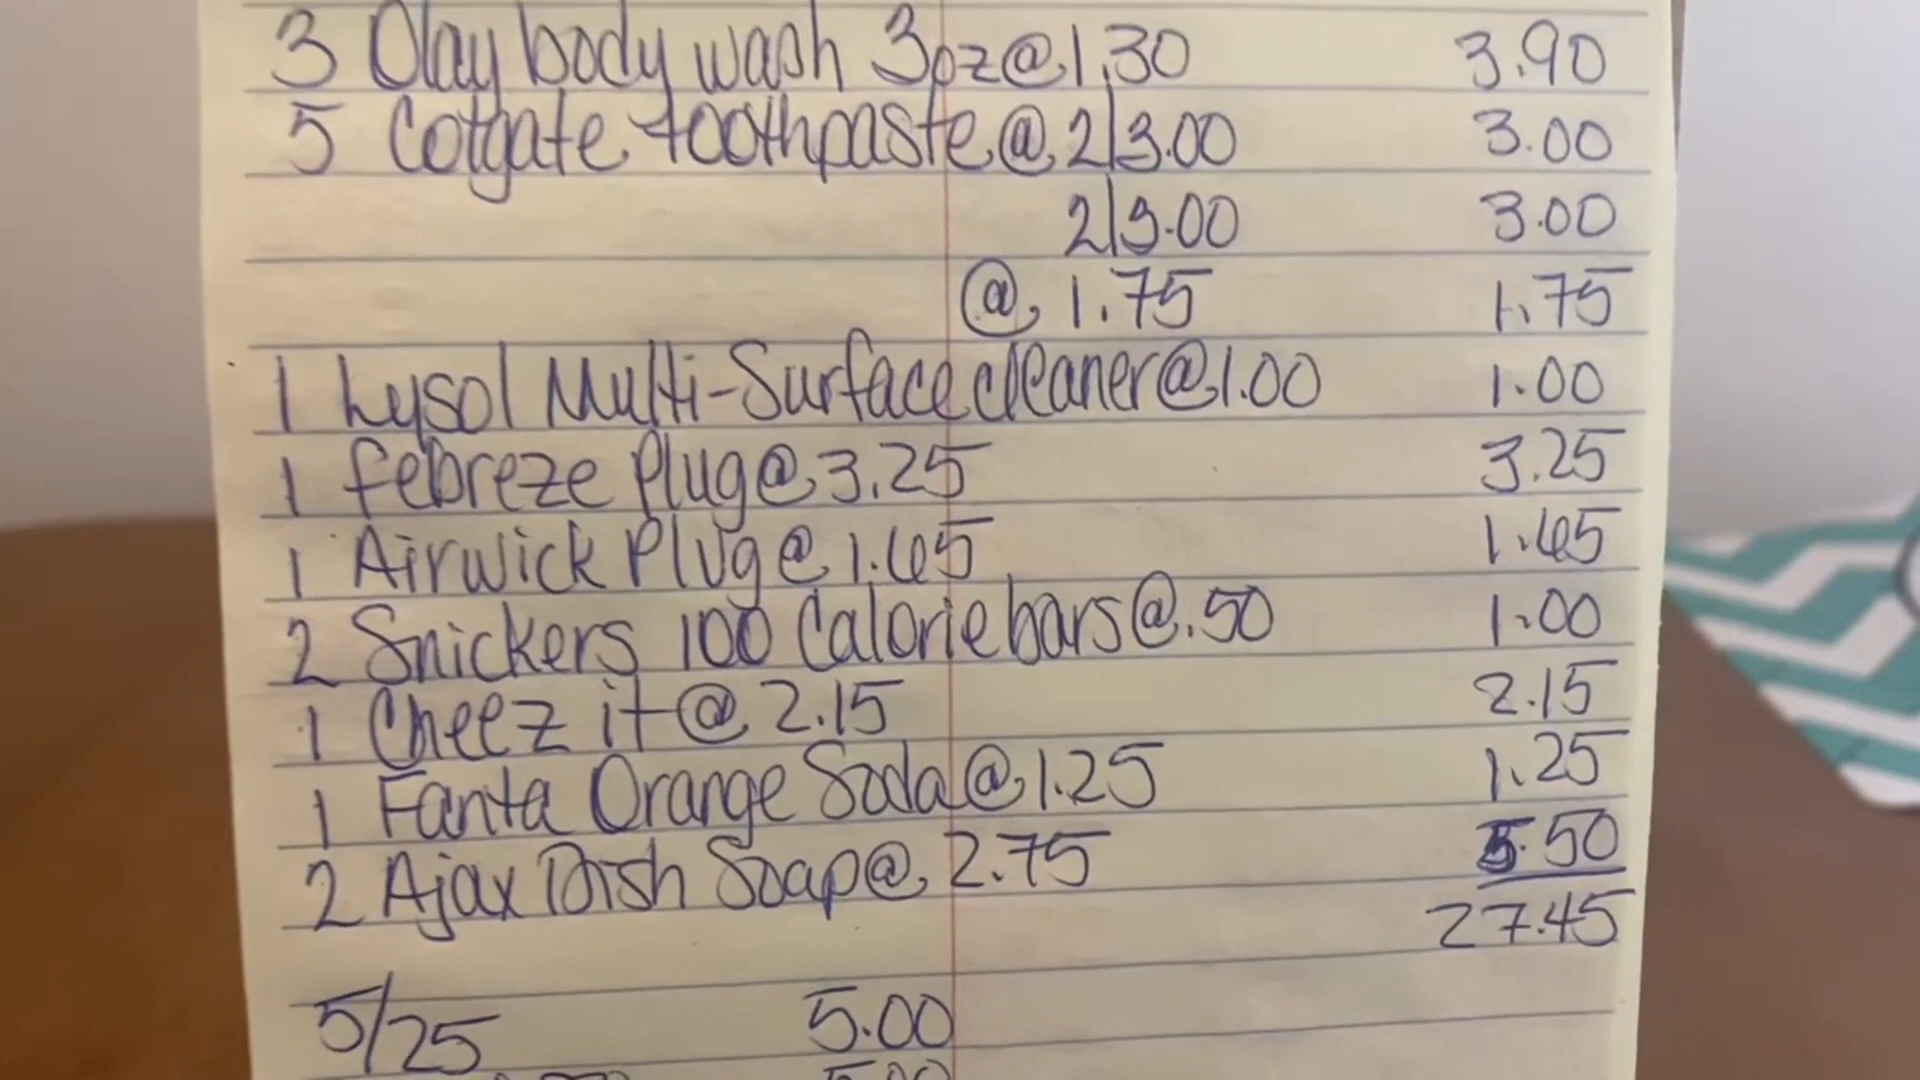 3 Olay body wash 3oz @ 1.30 3.90
5 Colgate toothpaste @ 2/3.00 3.00
2/3.00 3.00
@ 1.75 1.75
1 Lysol Multi-Surface cleaner @ 1.00 1.00
1 febreze Plug @ 3.25 3.25
1 Airwick Plug @ 1.65 1.65
2 Snickers 100 Calorie bars @ .50 1.00
1 Cheez it @ 2.15 2.15
1 Fanta Orange Soda @ 1.25 1.25
2 Ajax Dish Soap @ 2.75 5.50
27.45
5/25 5.00